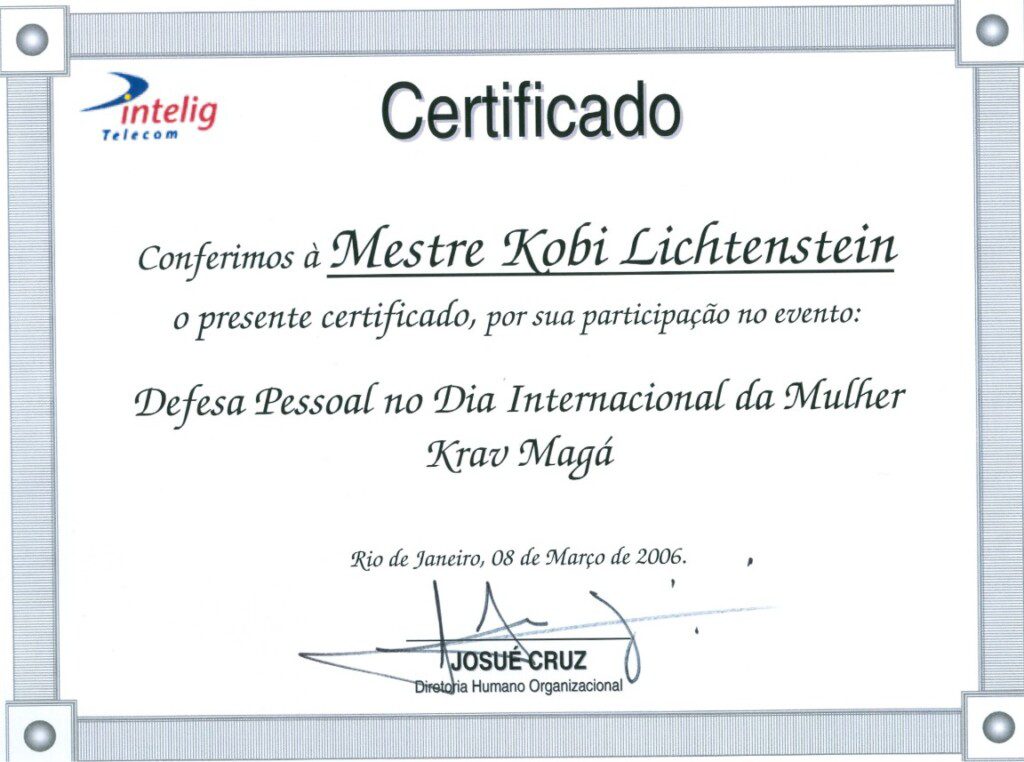 intelig
Telecom
Certificado
Conferimos à Mestre Kobi Lichtenstein
o presente certificado, por sua participação no evento:
Defesa Pessoal no Dia Internacional da Mulher
Krav Magá
Rio de Janeiro, 08 de Março de 2006.
JOSUÉ CRUZ
Diretoria Humano Organizacional